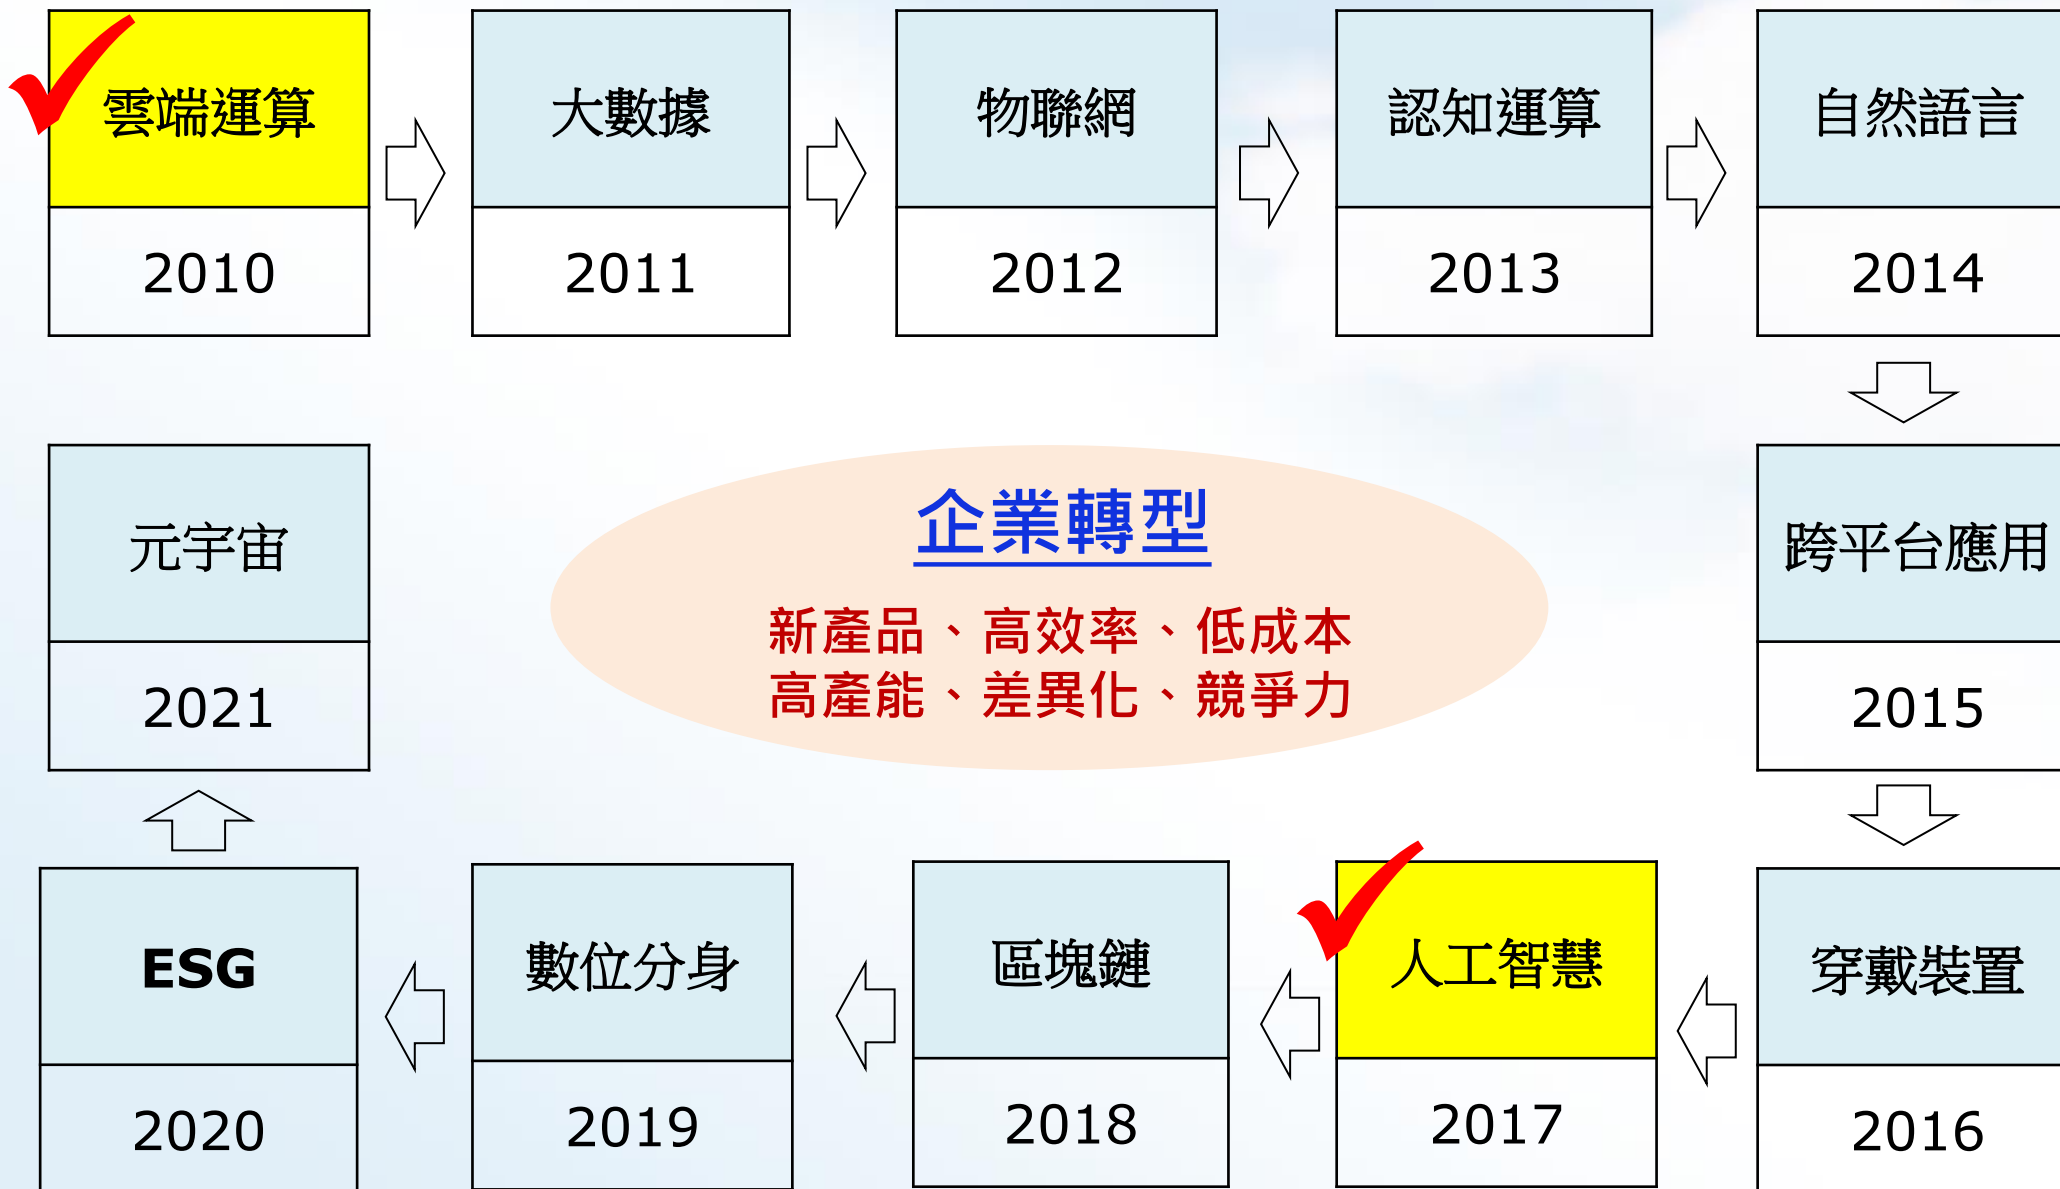 雲端運算
2010
大數據
2011
物聯網
2012
認知運算
2013
自然語言
2014
跨平台應用
2015
穿戴裝置
2016
人工智慧
2017
區塊鏈
2018
數位分身
2019
ESG
2020
元宇宙
2021
企業轉型
新產品、高效率、低成本
高產能、差異化、競爭力